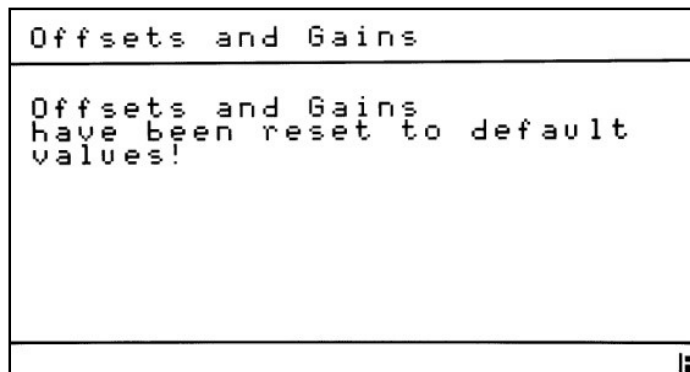 Offsets and Gains
Offsets and Gains
have been reset to default
values!